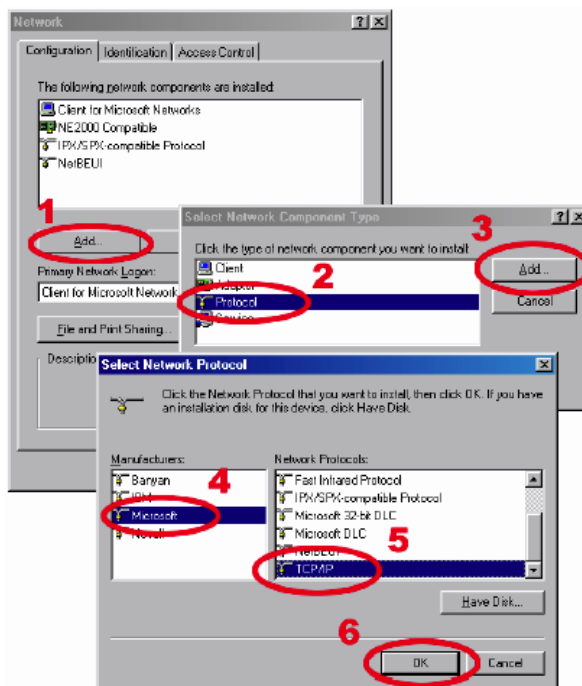 Network
Configuration Identification Access Control
The following network components are installed:
Client for Microsoft Networks
NE2000 Compatible
IPX/SPX-compatible Protocol
NetBEUI
1
Add...
Primary Network Logon:
Client for Microsoft Network
File and Print Sharing...
Descriptio
Select Network Component Type
3
Click the type of network component you want to install:
2
Client
Adapter
Protocol
Service
Add...
Cancel
Select Network Protocol
Click the Network Protocol that you want to install, then click OK. If you have
an installation disk for this device, click Have Disk.
Manufacturers:
4
Banyan
IBM
Microsoft
Novell
Network Protocols:
Fast Infrared Protocol
IPX/SPX-compatible Protocol
Microsoft 32-bit DLC
Microsoft DLC
5
NetBEUI
TCP/IP
Have Disk...
6
OK
Cancel